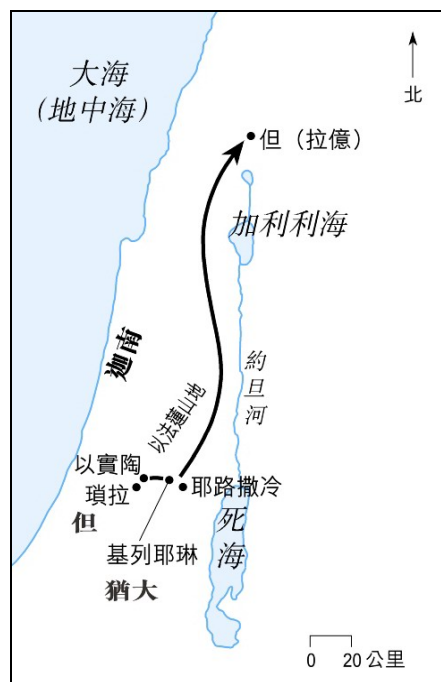 大海
(地中海)
北
但（拉億）
加利利海
迦南
約旦河
以法蓮山地
以實陶
瑣拉
耶路撒冷
但
死海
基列耶琳
猶大
0 20 公里